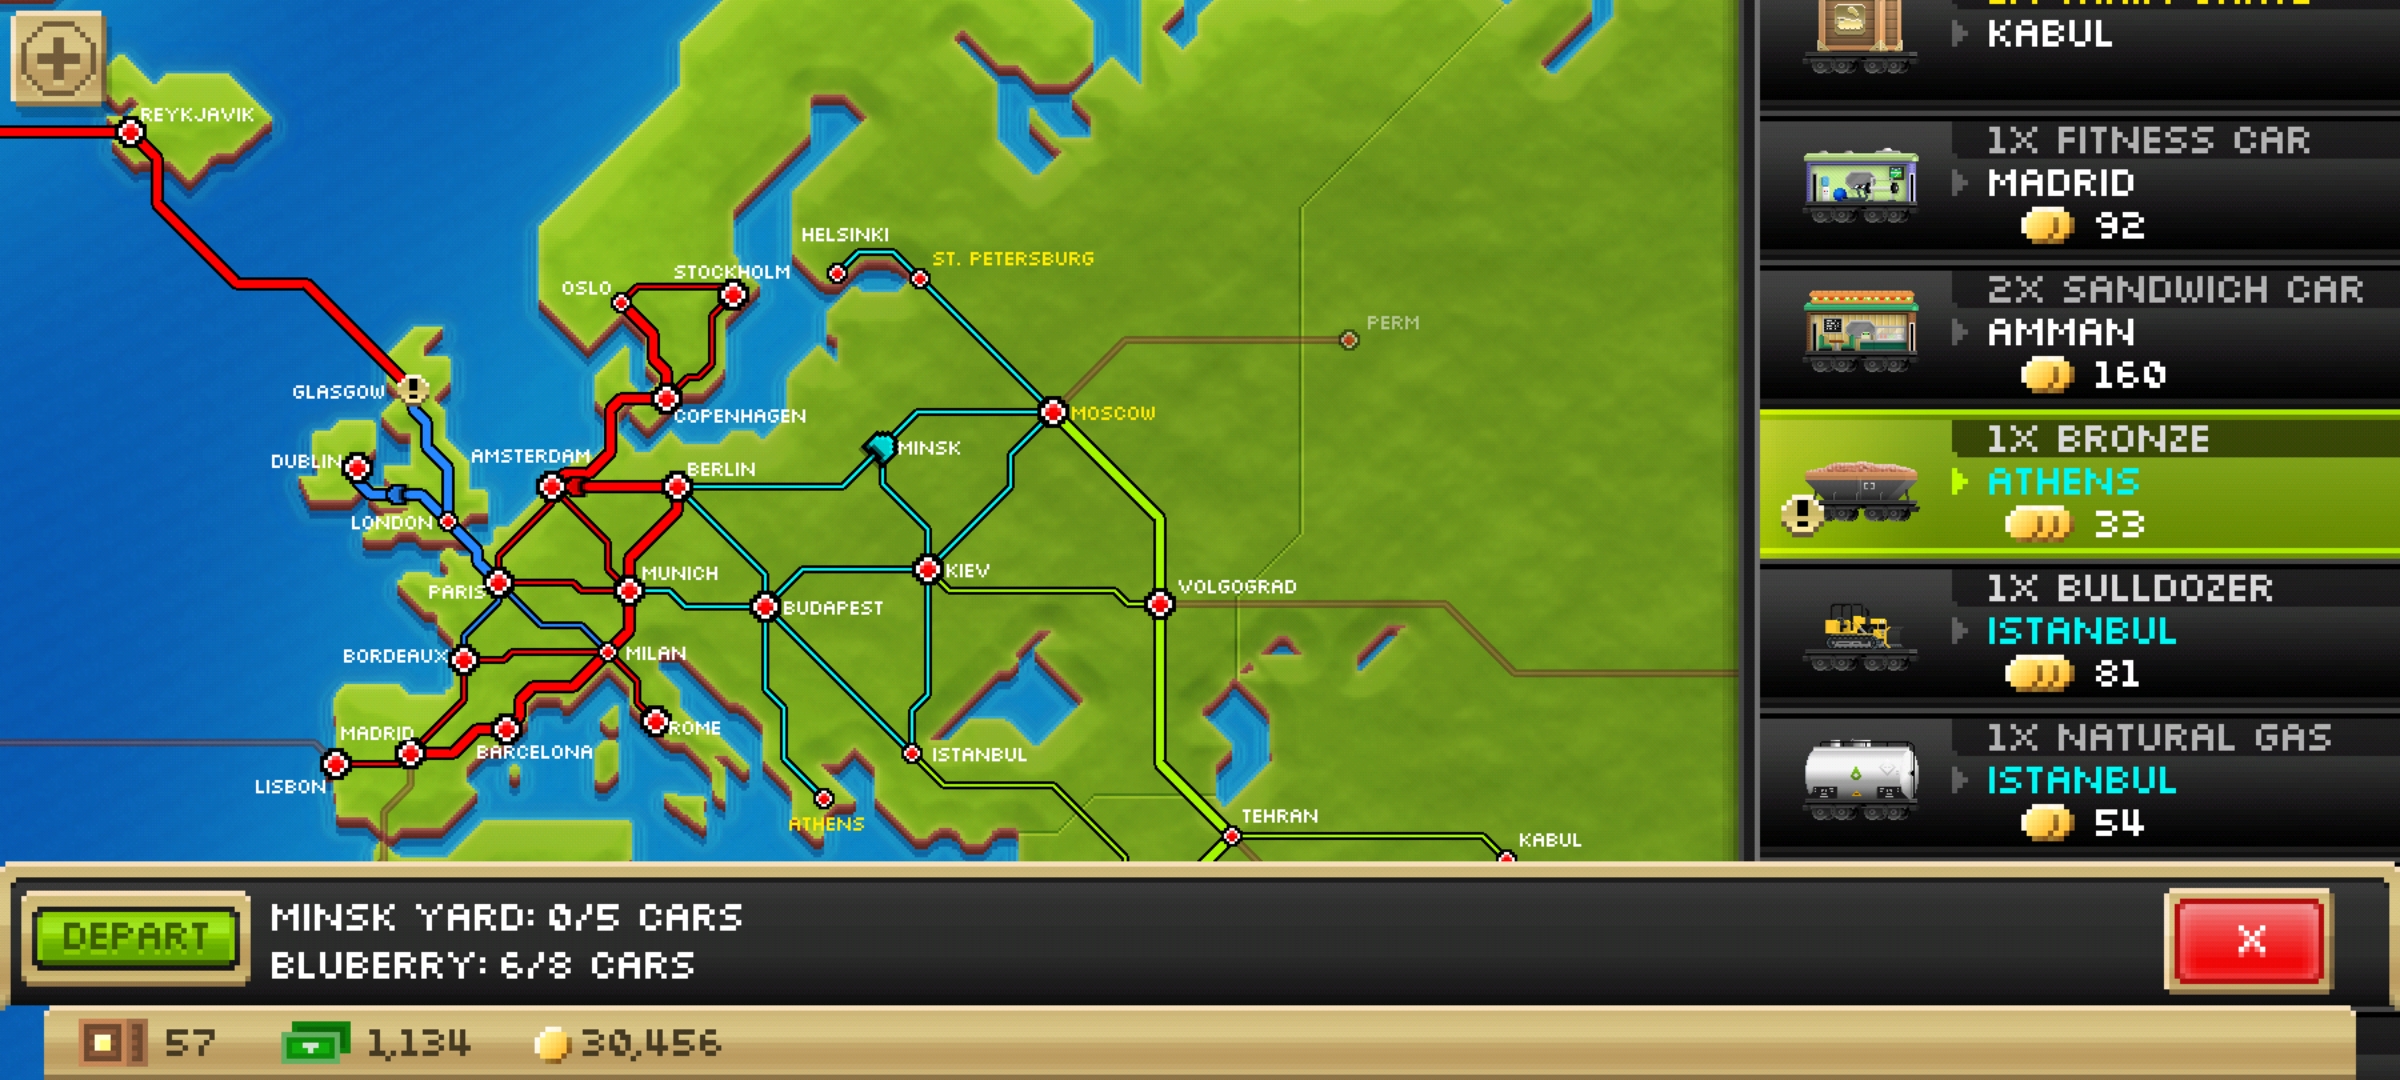 REYKJAVIK
HELSINKI
ST. PETERSBURG
STOCKHOLM
OSLO
PERM
GLASGOW
COPENHAGEN
MOSCOW
MINSK
AMSTERDAM
DUBLIN
BERLIN
LONDON
MUNICH
KIEV
PARIS
BUDAPEST
VOLGOGRAD
BORDEAUX
MILAN
MADRID
ROME
BARCELONA
ISTANBUL
LISBON
ATHENS
TEHRAN
KABUL
KABUL
1X FITNESS CAR
MADRID
92
2X SANDWICH CAR
AMMAN
160
1X BRONZE
ATHENS
33
1X BULLDOZER
ISTANBUL
81
1X NATURAL GAS
ISTANBUL
54
DEPART
MINSK YARD: 0/5 CARS
BLUBERRY: 6/8 CARS
X
57
1,134
30,456